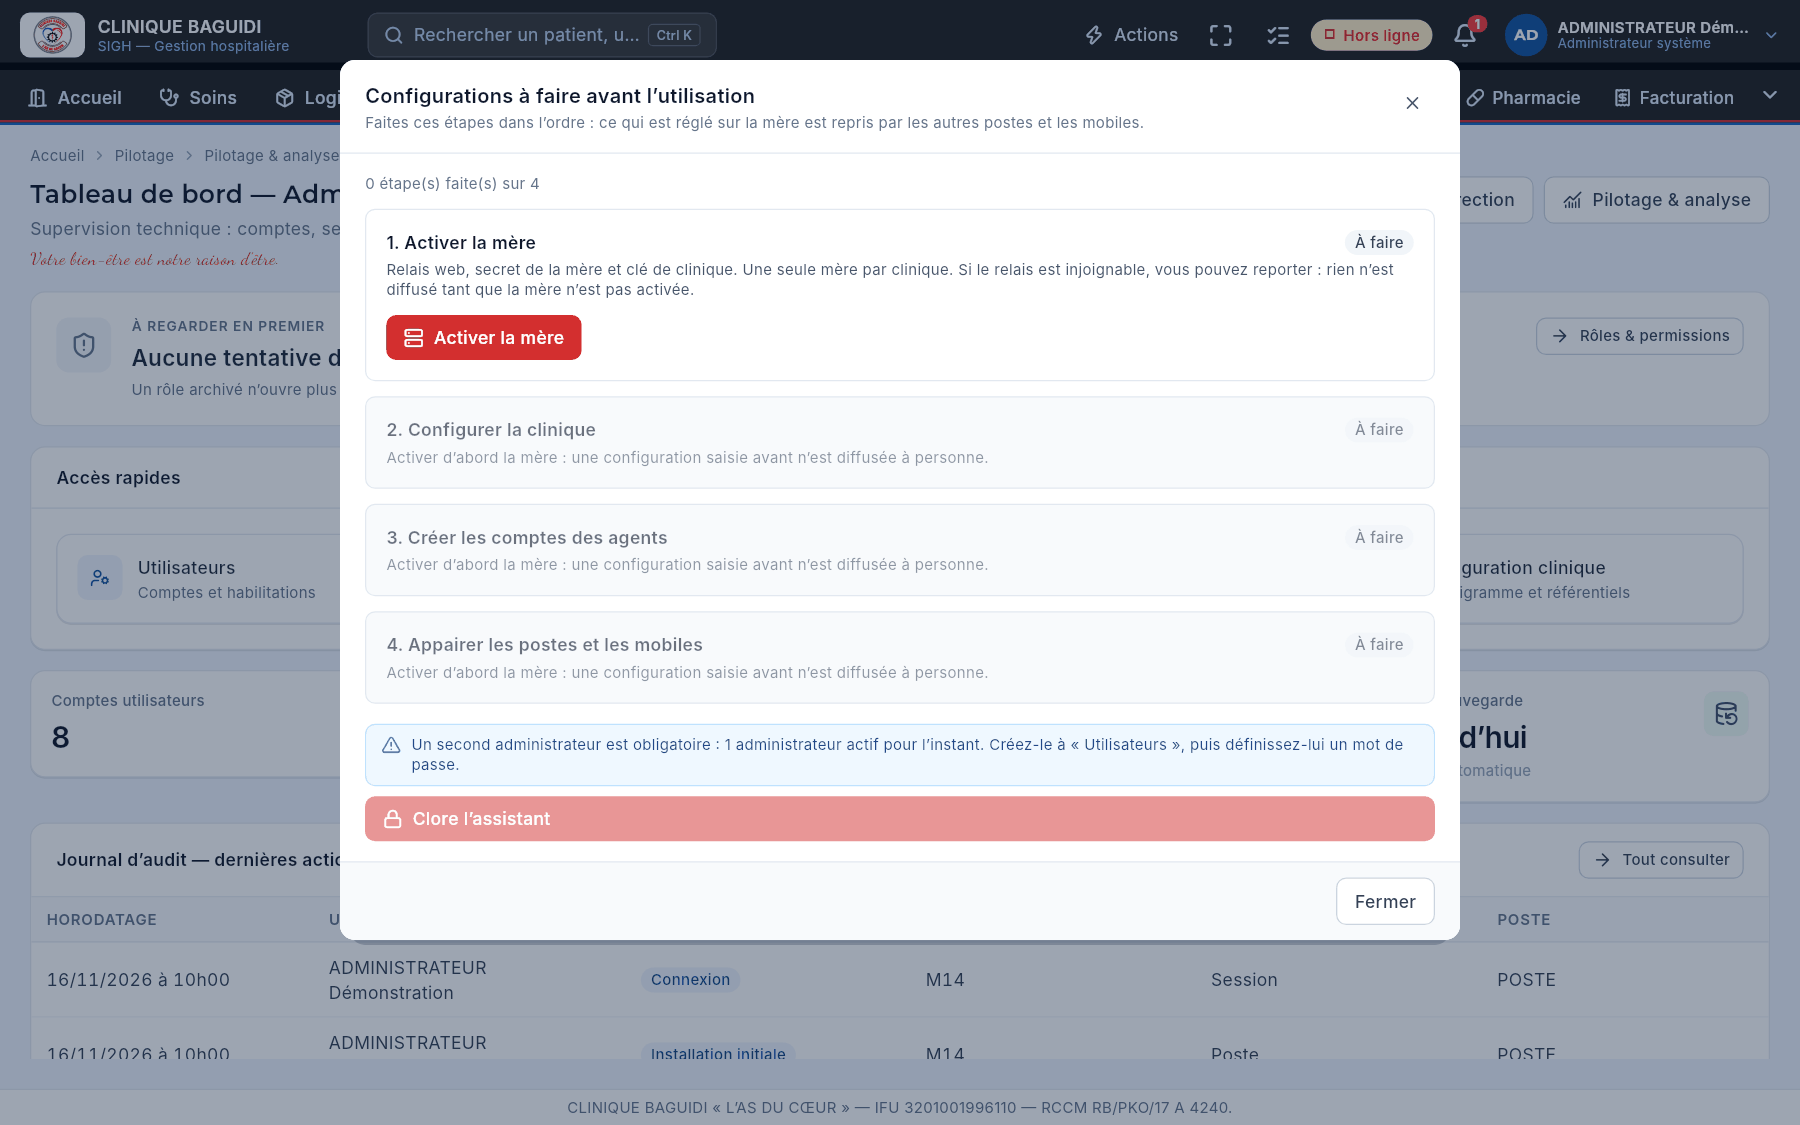 CLINIQUE BAGUIDI
SIGH — Gestion hospitalière
Rechercher un patient, u...
Ctrl K
Actions
Hors ligne
1
AD
ADMINISTRATEUR Dém...
Administrateur système
Accueil
Soins
Logi
Pharmacie
Facturation
Accueil > Pilotage > Pilotage & analyse
Tableau de bord — Adm
Supervision technique : comptes, se
Votre bien-être est notre raison d'être.
rection
Pilotage & analyse
À REGARDER EN PREMIER
Aucune tentative d
Un rôle archivé n’ouvre plus
Rôles & permissions
Accès rapides
Utilisateurs
Comptes et habilitations
guration clinique
igramme et référentiels
Comptes utilisateurs
8
vegarde
d’hui
tomatique
Configurations à faire avant l’utilisation
Faites ces étapes dans l’ordre : ce qui est réglé sur la mère est repris par les autres postes et les mobiles.
0 étape(s) faite(s) sur 4
1. Activer la mère
À faire
Relais web, secret de la mère et clé de clinique. Une seule mère par clinique. Si le relais est injoignable, vous pouvez reporter : rien n’est
diffusé tant que la mère n’est pas activée.
Activer la mère
2. Configurer la clinique
À faire
Activer d’abord la mère : une configuration saisie avant n’est diffusée à personne.
3. Créer les comptes des agents
À faire
Activer d’abord la mère : une configuration saisie avant n’est diffusée à personne.
4. Appairer les postes et les mobiles
À faire
Activer d’abord la mère : une configuration saisie avant n’est diffusée à personne.
Un second administrateur est obligatoire : 1 administrateur actif pour l’instant. Créez-le à « Utilisateurs », puis définissez-lui un mot de
passe.
Clore l’assistant
Fermer
Journal d’audit — dernières actio
Tout consulter
HORODATAGE
U
POSTE
16/11/2026 à 10h00
ADMINISTRATEUR
Démonstration
Connexion
M14
Session
POSTE
16/11/2026 à 10h00
ADMINISTRATEUR
Installation initiale
M14
Poste
POSTE
CLINIQUE BAGUIDI « L’AS DU CŒUR » — IFU 3201001996110 — RCCM RB/PKO/17 A 4240.